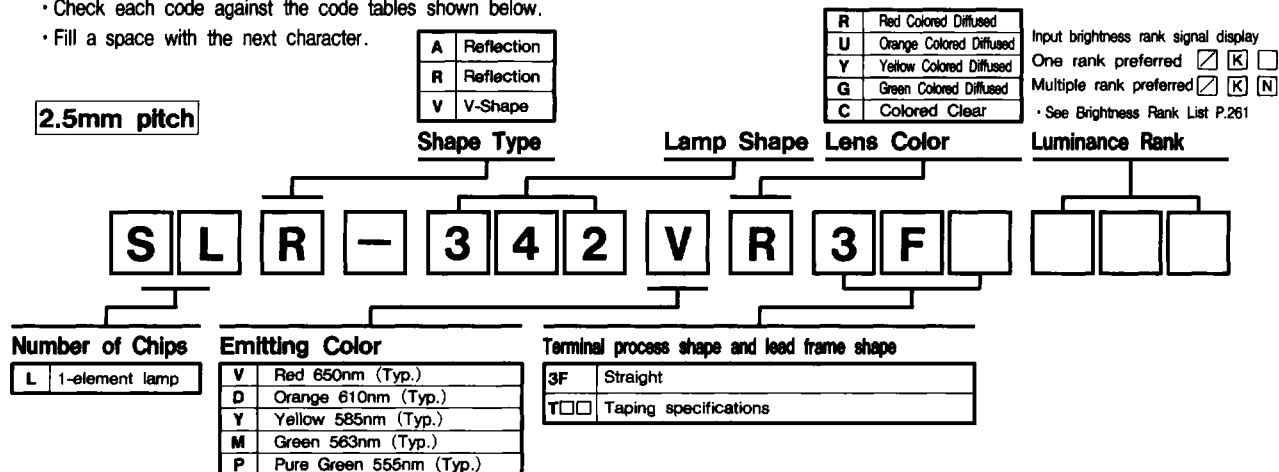 ・Check each code against the code tables shown below.
・Fill a space with the next character.
A Reflection
R Reflection
V V-Shape
R Red Colored Diffused
U Orange Colored Diffused
Y Yellow Colored Diffused
G Green Colored Diffused
C Colored Clear
Input brightness rank signal display
One rank preferred / K □
Multiple rank preferred / K N
・See Brightness Rank List P.261
2.5mm pitch
Shape Type Lamp Shape Lens Color Luminance Rank
S L R — 3 4 2 V R 3 F
Number of Chips
L 1-element lamp
Emitting Color
V Red 650nm (Typ.)
D Orange 610nm (Typ.)
Y Yellow 585nm (Typ.)
M Green 563nm (Typ.)
P Pure Green 555nm (Typ.)
Terminal process shape and lead frame shape
3F Straight
T□□ Taping specifications